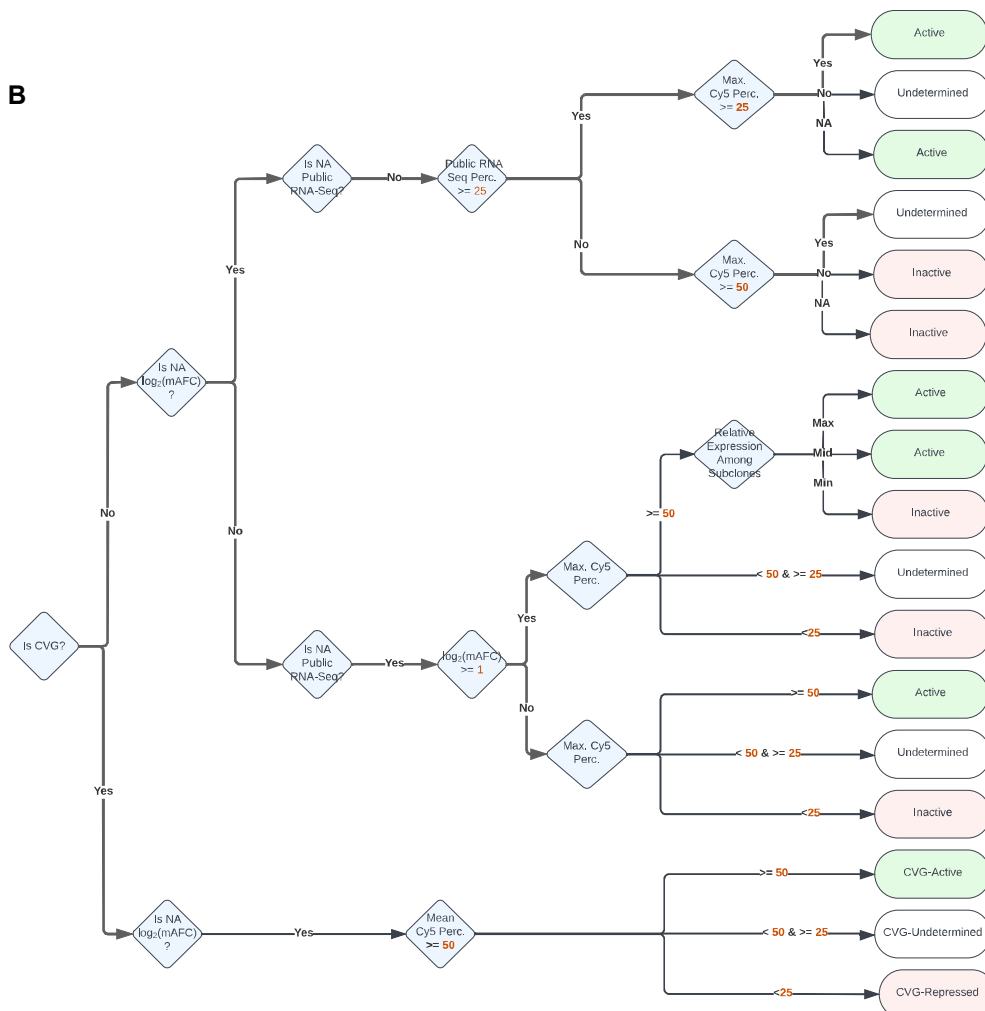 B
Active
Yes
Max.
Cy5 Perc.
>= 25
No
Undetermined
NA
Active
Is NA
Public
RNA-Seq?
No
Public RNA
Seq Perc.
>= 25
Yes
No
Undetermined
Yes
Max.
Cy5 Perc.
>= 50
No
Inactive
NA
Inactive
Yes
Is NA
log₂(mAFC)
?
No
No
Active
Max
Relative
Expression
Among
Subclones
Mid
Active
Min
Inactive
>= 50
Max. Cy5
Perc.
< 50 & >= 25
Undetermined
<25
Inactive
Is CVG?
Is NA
Public
RNA-Seq?
Yes
log₂(mAFC)
>= 1
Yes
No
>= 50
Active
Max. Cy5
Perc.
< 50 & >= 25
Undetermined
<25
Inactive
Yes
Is NA
log₂(mAFC)
?
Yes
Mean
Cy5 Perc.
>= 50
>= 50
CVG-Active
< 50 & >= 25
CVG-Undetermined
<25
CVG-Repressed